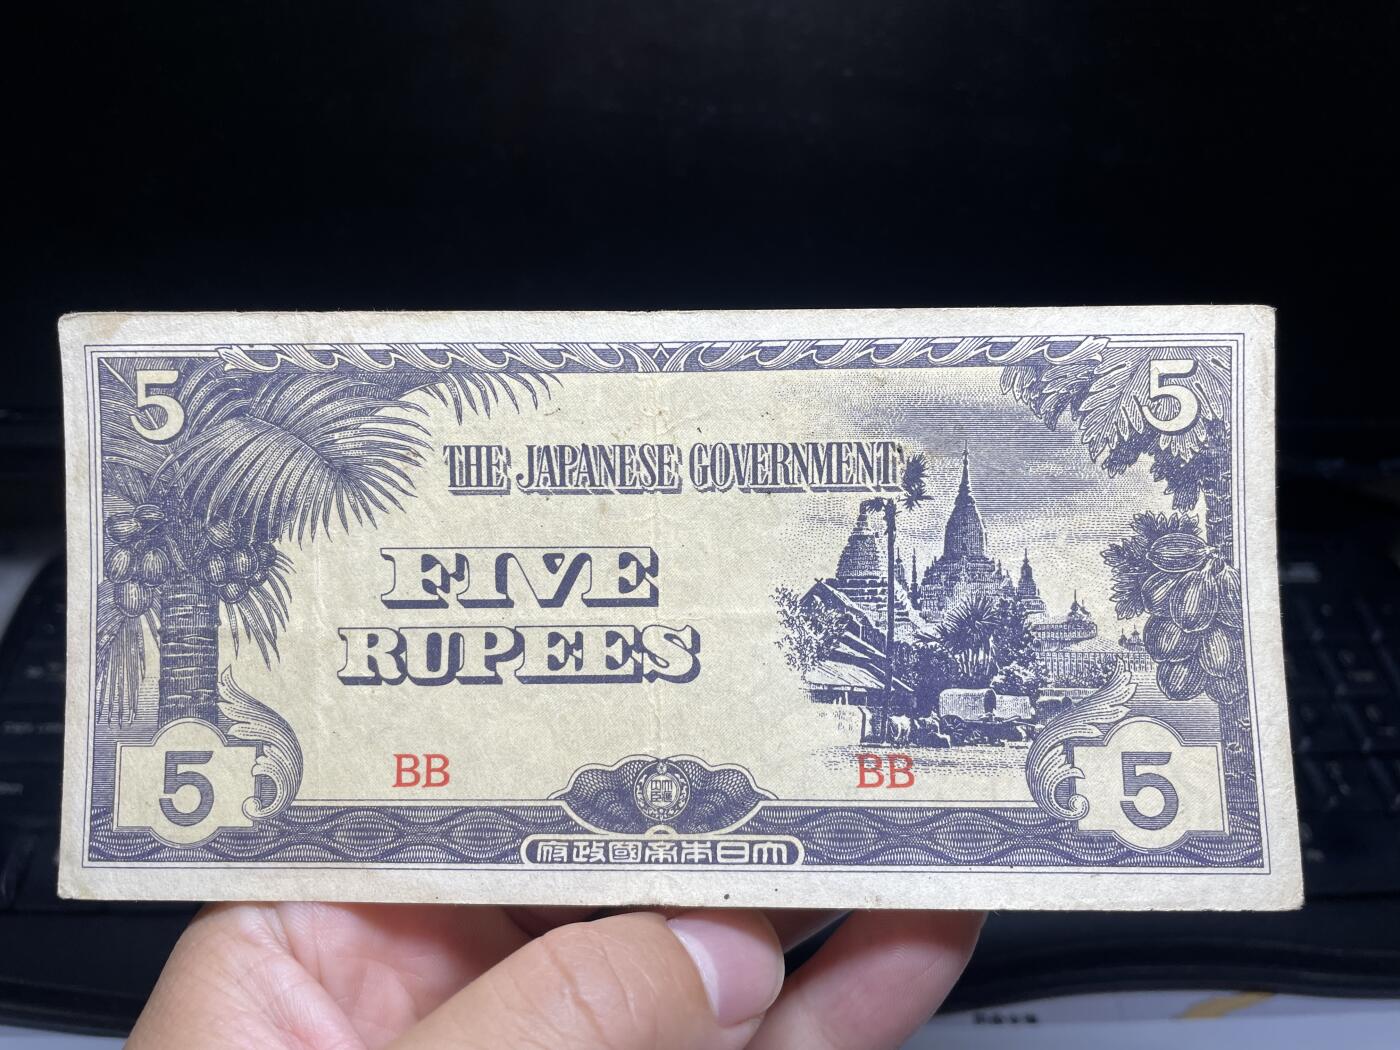 5 5
THE JAPANESE GOVERNMENT
FIVE
RUPEES
BB BB
5 5
府政國帝本日大